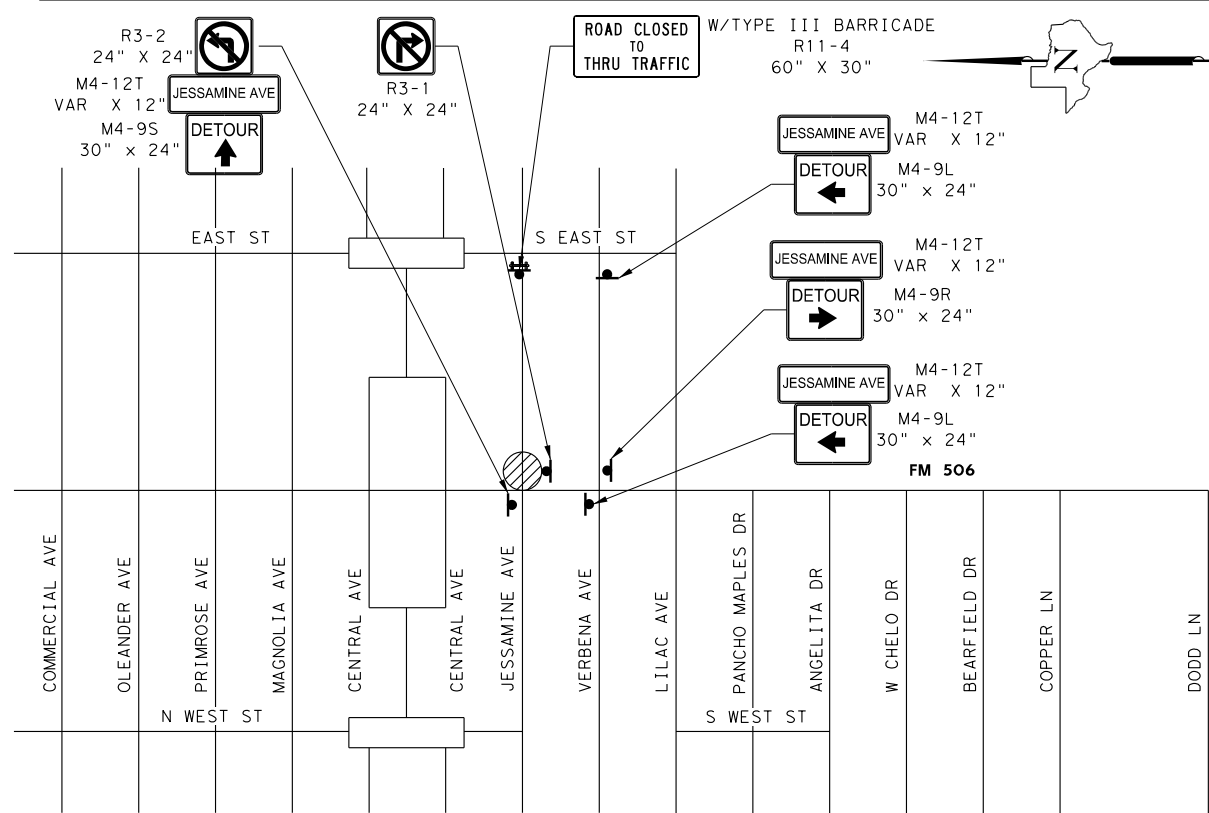 R3-2
24" X 24"
M4-12T
VAR X 12"
JESSAMINE AVE
M4-9S
30" x 24"
DETOUR
R3-1
24" X 24"
ROAD CLOSED
TO
THRU TRAFFIC
W/TYPE III BARRICADE
R11-4
60" X 30"
N
JESSAMINE AVE
M4-12T
VAR X 12"
DETOUR
M4-9L
30" x 24"
JESSAMINE AVE
M4-12T
VAR X 12"
DETOUR
M4-9R
30" x 24"
JESSAMINE AVE
M4-12T
VAR X 12"
DETOUR
M4-9L
30" x 24"
FM 506
EAST ST
S EAST ST
COMMERCIAL AVE
OLEANDER AVE
PRIMROSE AVE
MAGNOLIA AVE
CENTRAL AVE
CENTRAL AVE
JESSAMINE AVE
VERBENA AVE
LILAC AVE
PANCHO MAPLES DR
ANGELITA DR
W CHELO DR
BEARFIELD DR
COPPER LN
DODD LN
N WEST ST
S WEST ST